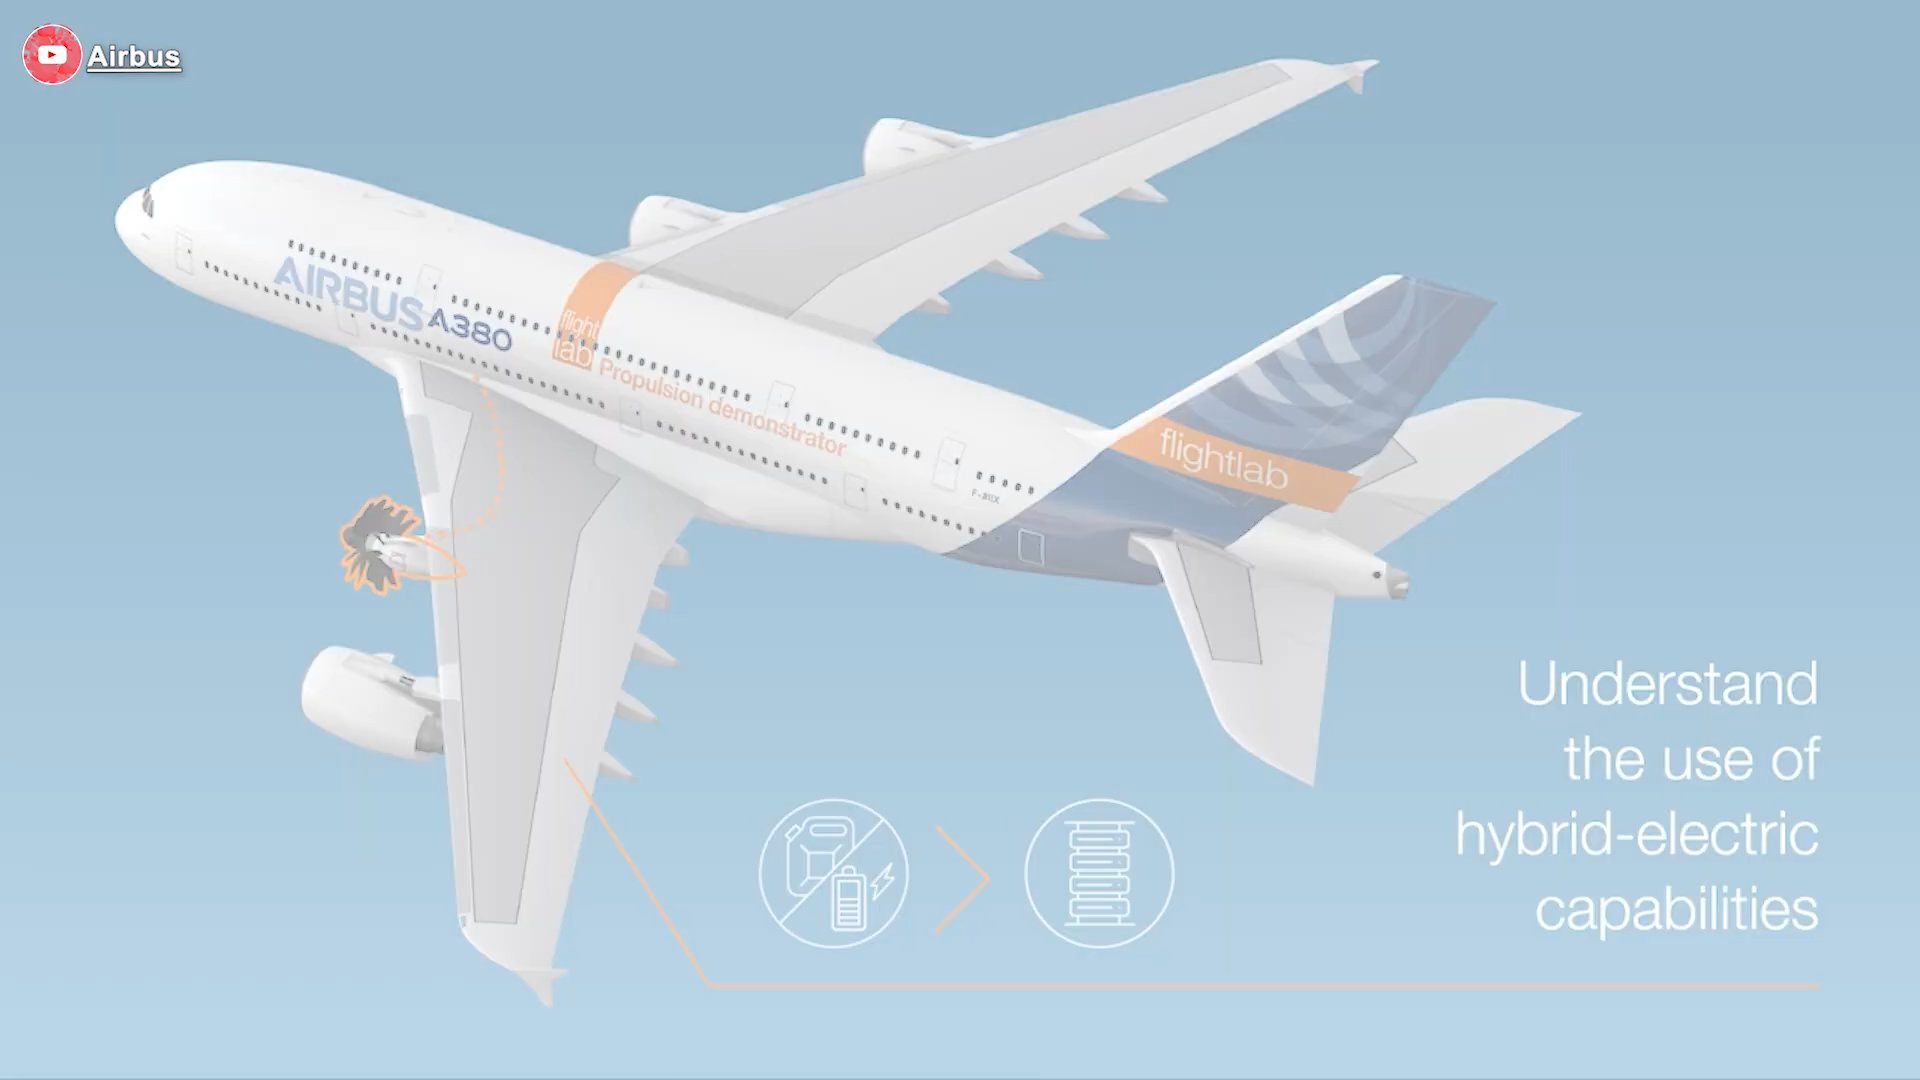 Airbus
AIRBUS A380
flight
lab Propulsion demonstrator
flightlab
Understand
the use of
hybrid-electric
capabilities